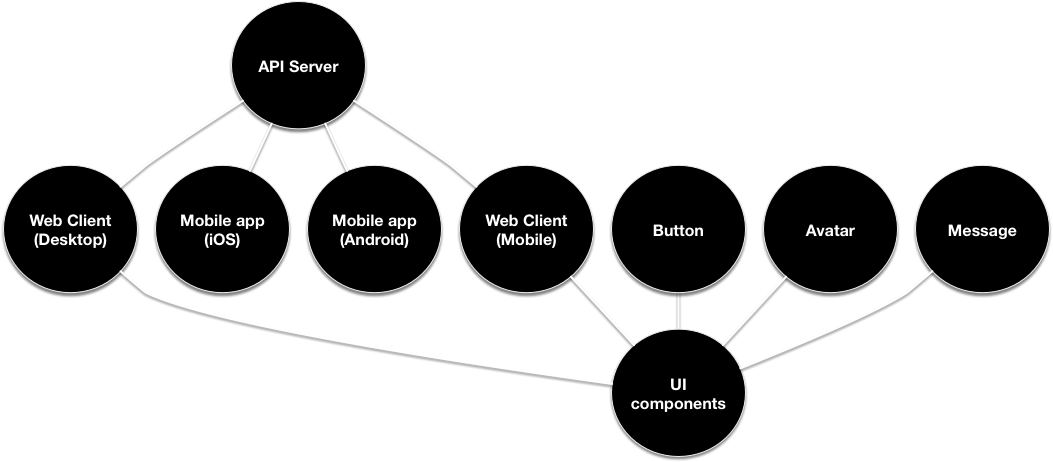 API Server
Web Client
(Desktop)
Mobile app
(iOS)
Mobile app
(Android)
Web Client
(Mobile)
Button
Avatar
Message
UI
components